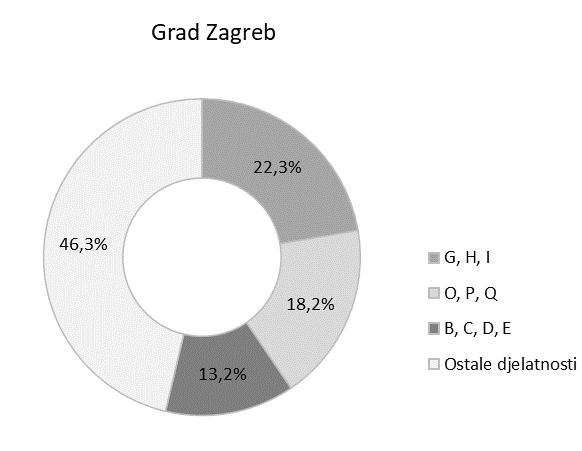 Grad Zagreb
22,3%
46,3%
18,2%
13,2%
G, H, I
O, P, Q
B, C, D, E
Ostale djelatnosti